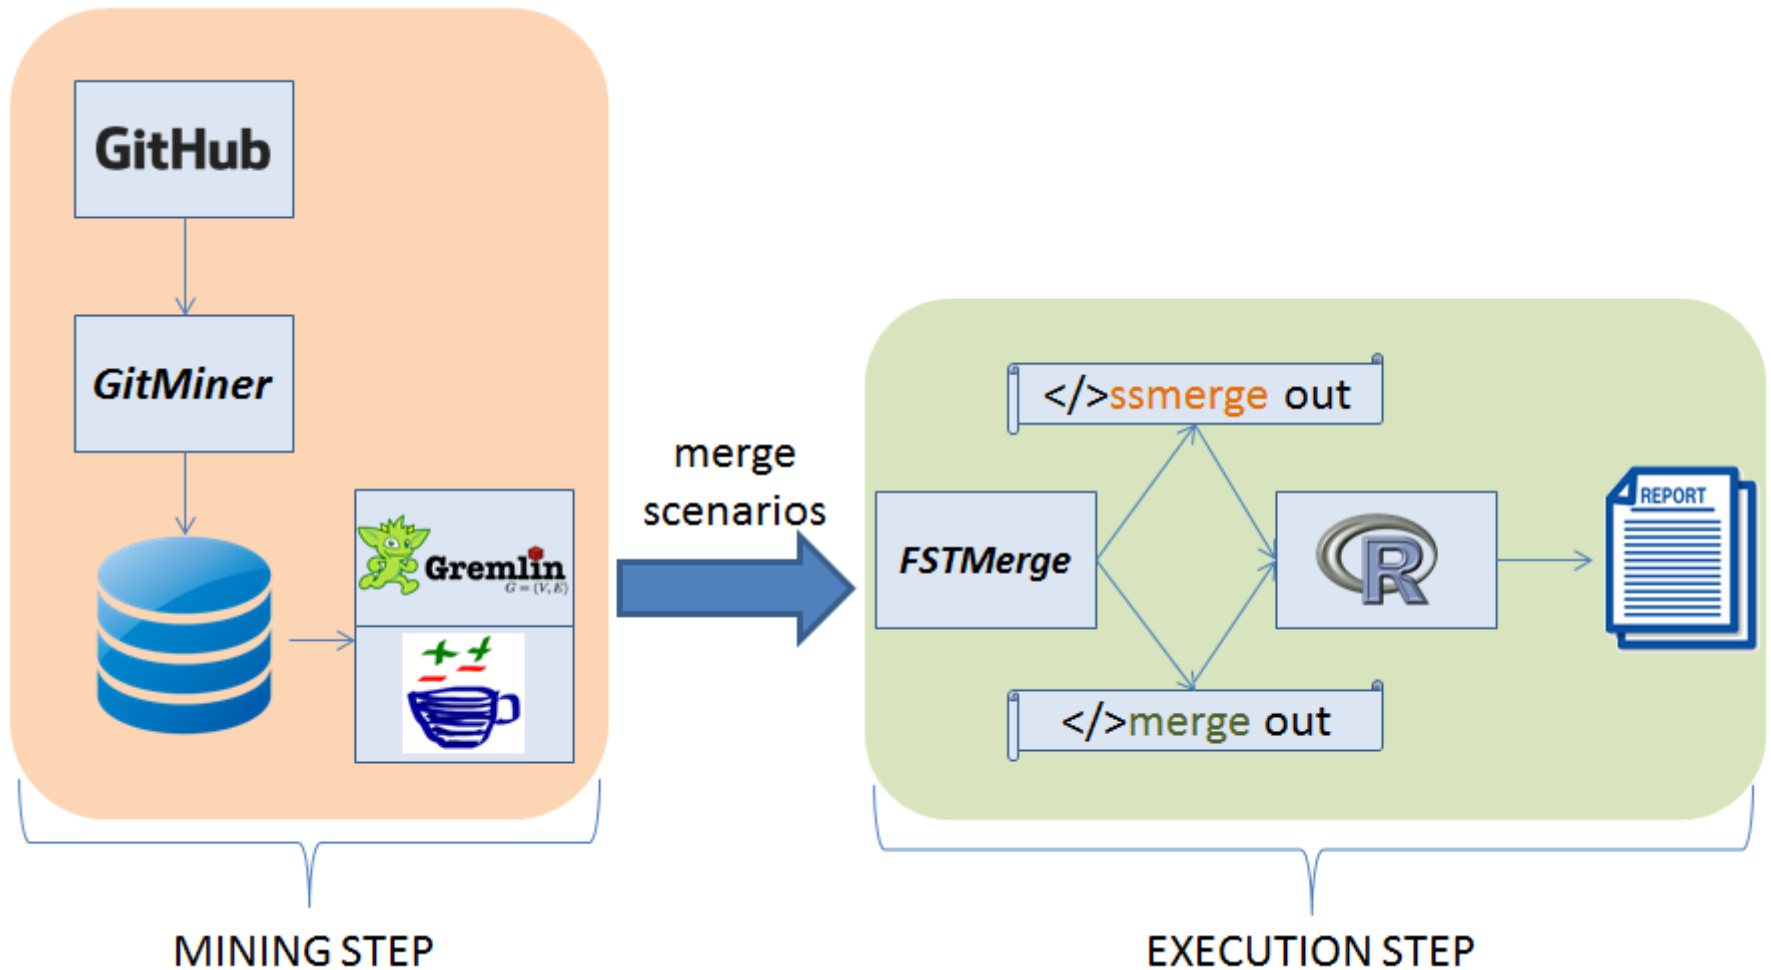 GitHub
GitMiner
Gremlin
G = (V, E)
MINING STEP
merge
scenarios
</>ssmerge out
FSTMerge
R
REPORT
</>merge out
EXECUTION STEP